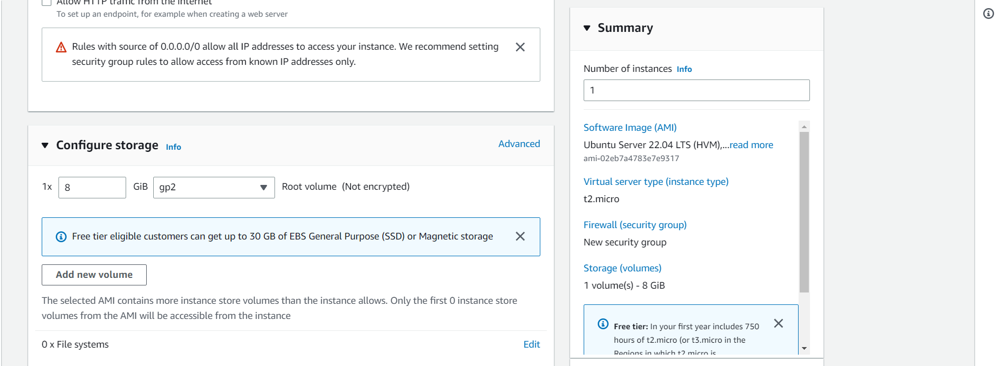 Allow HTTP traffic from the internet
To set up an endpoint, for example when creating a web server
Rules with source of 0.0.0.0/0 allow all IP addresses to access your instance. We recommend setting
security group rules to allow access from known IP addresses only.
Configure storage Info
Advanced
1x 8 GiB gp2 Root volume (Not encrypted)
Free tier eligible customers can get up to 30 GB of EBS General Purpose (SSD) or Magnetic storage
Add new volume
The selected AMI contains more instance store volumes than the instance allows. Only the first 0 instance store
volumes from the AMI will be accessible from the instance
0 x File systems
Edit
Summary
Number of instances Info
1
Software Image (AMI)
Ubuntu Server 22.04 LTS (HVM),...read more
ami-02eb7a4783e7e9317
Virtual server type (instance type)
t2.micro
Firewall (security group)
New security group
Storage (volumes)
1 volume(s) - 8 GiB
Free tier: In your first year includes 750
hours of t2.micro (or t3.micro in the
Regions in which t2.micro is